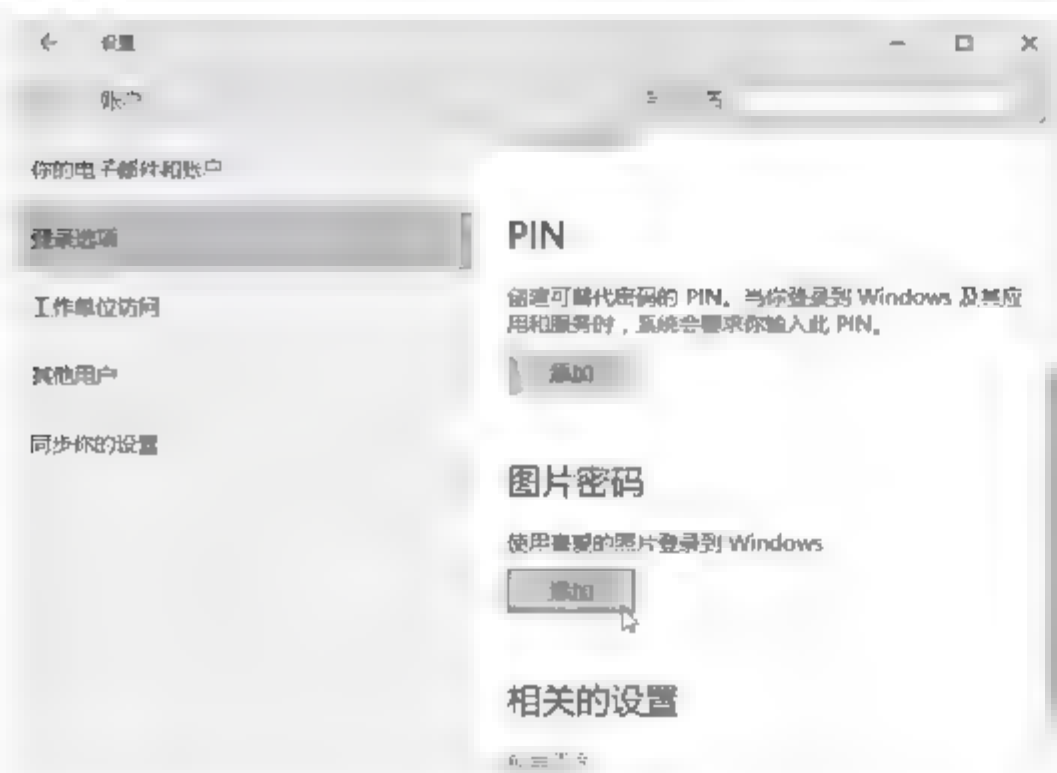 设置
账户
你的电子邮件和账户
登录选项
工作单位访问
其他用户
同步你的设置
PIN
创建可替代密码的 PIN。当你登录到 Windows 及其应
用和服务时，系统会要求你输入此 PIN。
添加
图片密码
使用喜爱的照片登录到 Windows
添加
相关的设置